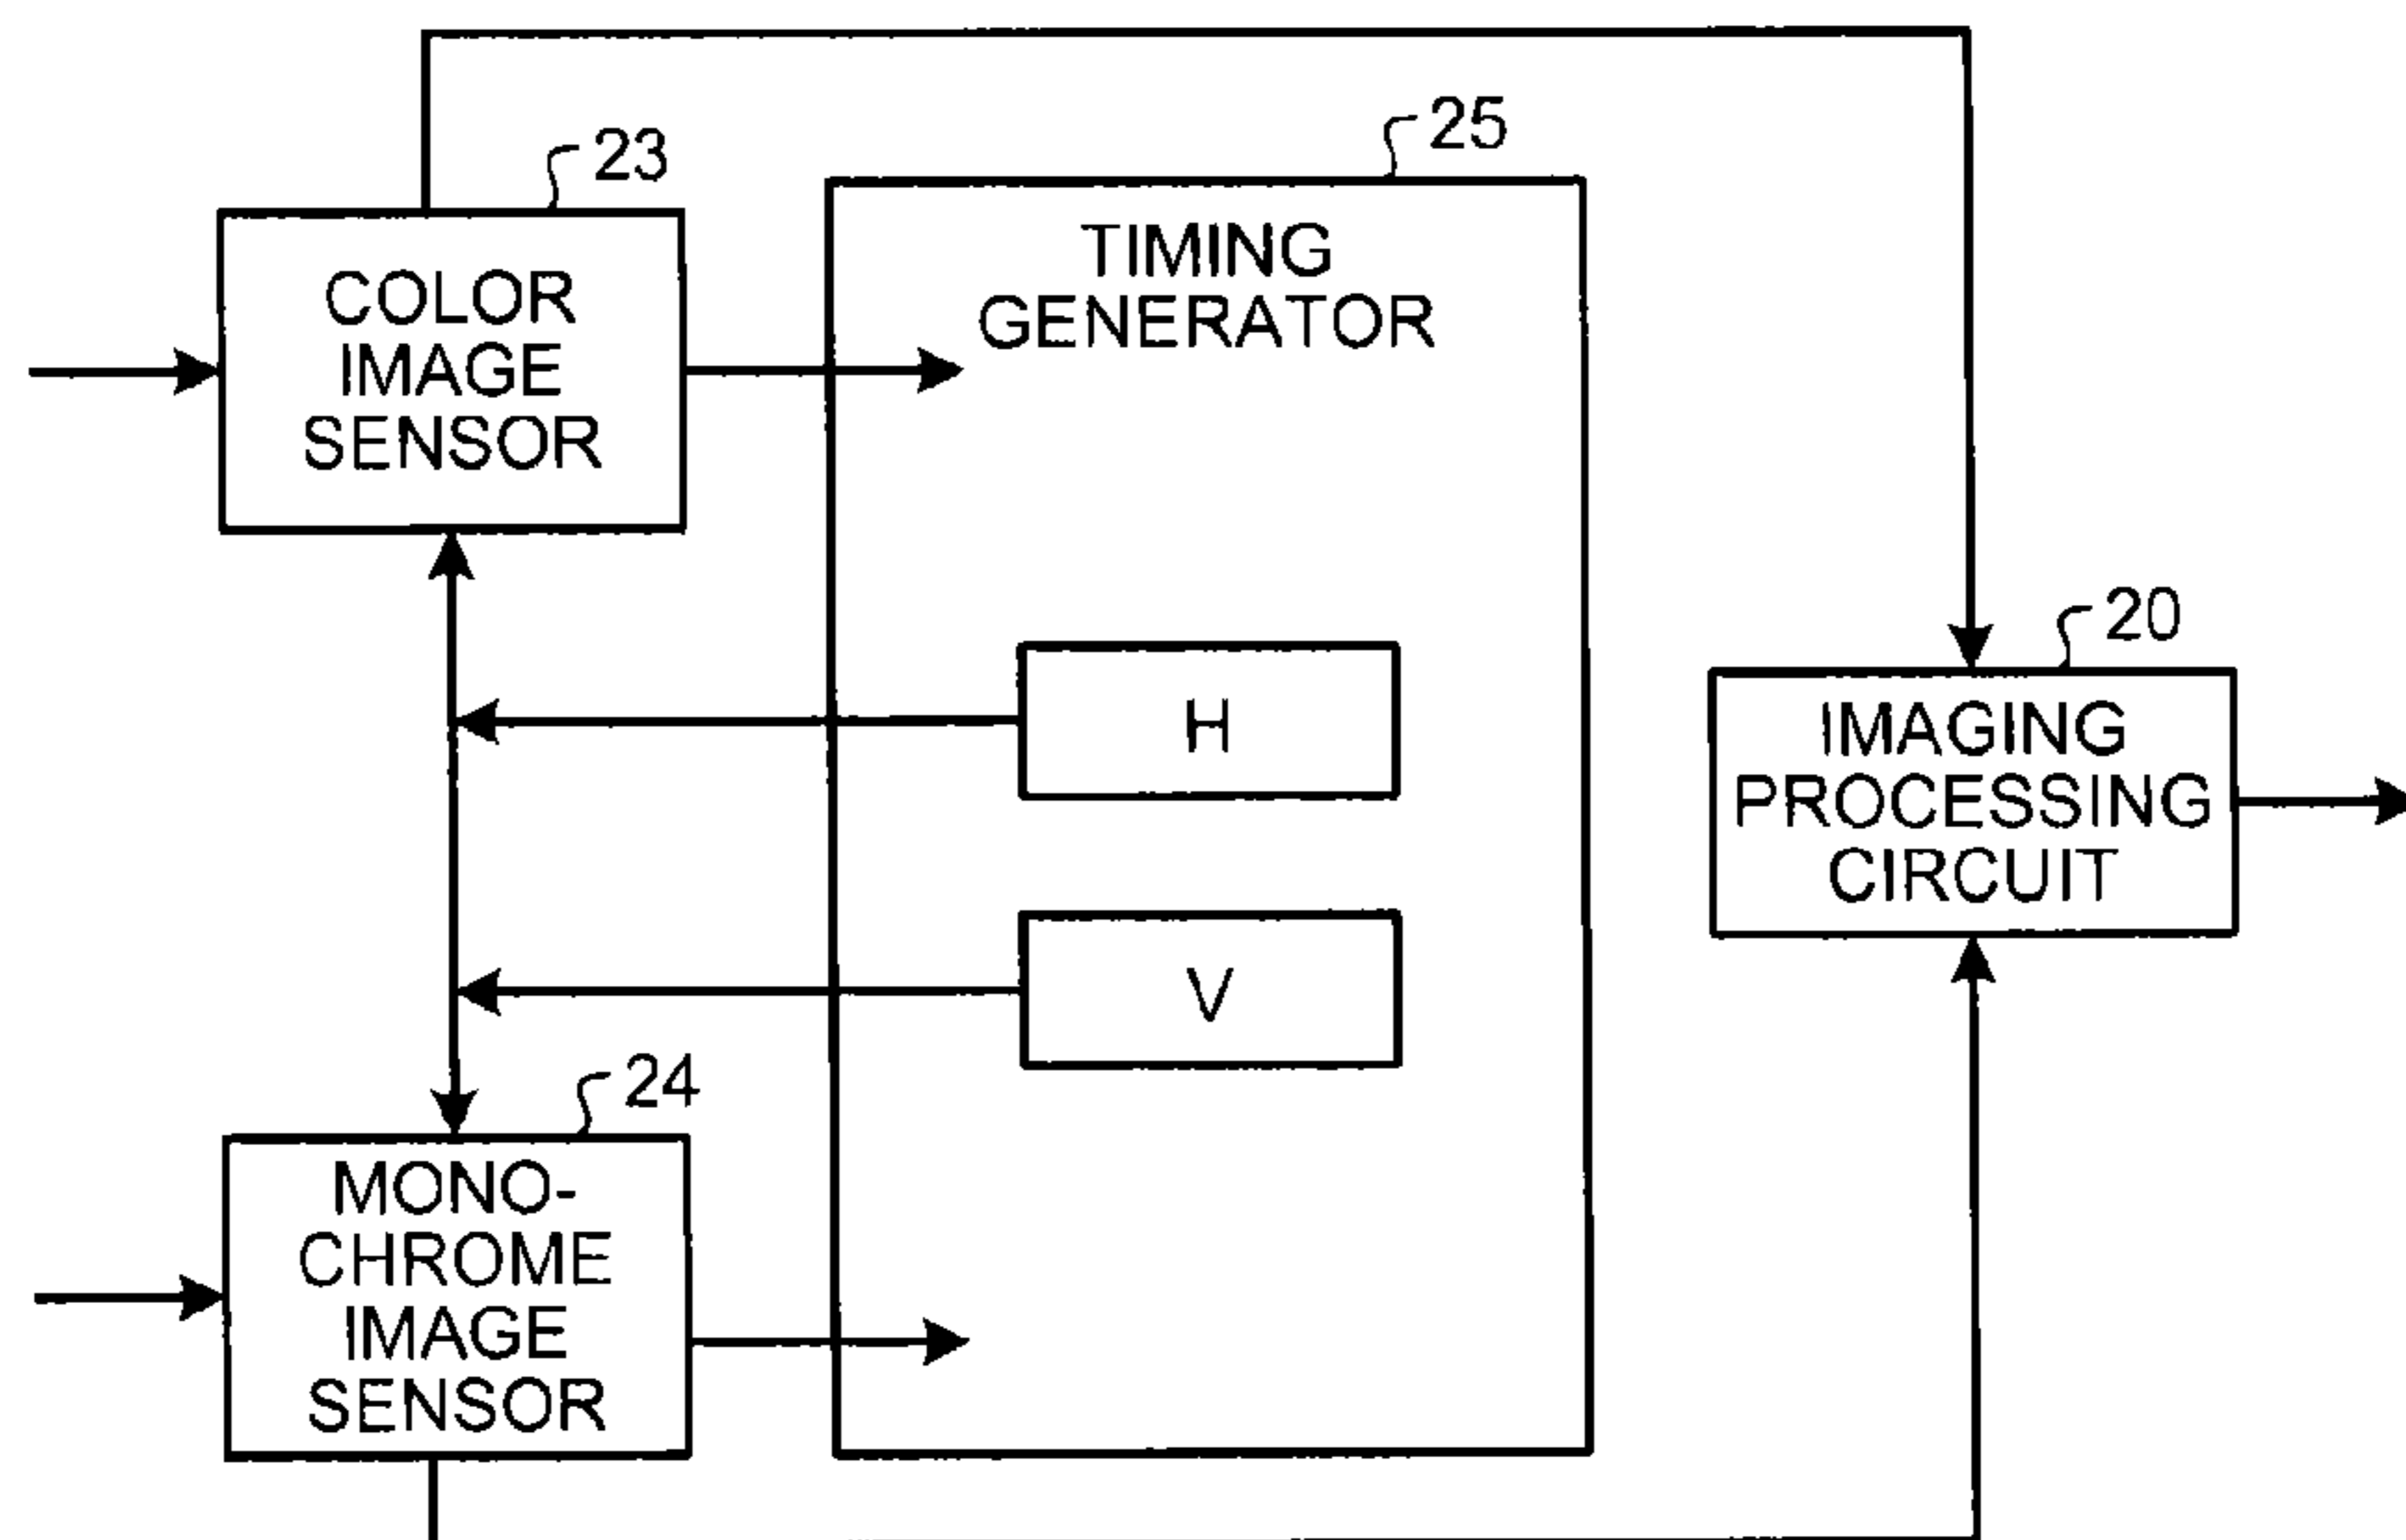 25
23
TIMING
GENERATOR
COLOR
IMAGE
SENSOR
20
H
IMAGING
PROCESSING
CIRCUIT
V
24
MONO-
CHROME
IMAGE
SENSOR